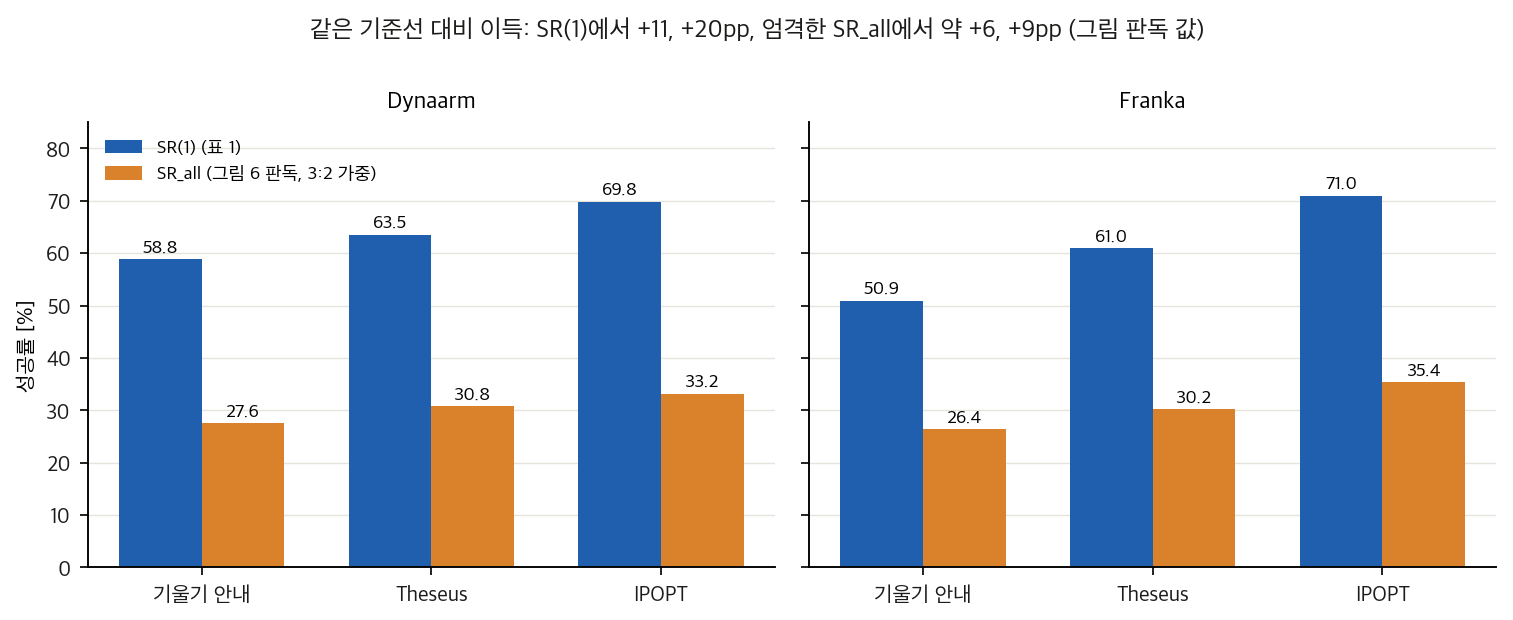 같은 기준선 대비 이득: SR(1)에서 +11, +20pp, 엄격한 SR_all에서 약 +6, +9pp (그림 판독 값)
Dynaarm
성공률 [%]
80
70
60
50
40
30
20
10
0
SR(1) (표 1)
SR_all (그림 6 판독, 3:2 가중)
58.8
27.6
63.5
30.8
69.8
33.2
기울기 안내
Theseus
IPOPT
Franka
50.9
26.4
61.0
30.2
71.0
35.4
기울기 안내
Theseus
IPOPT